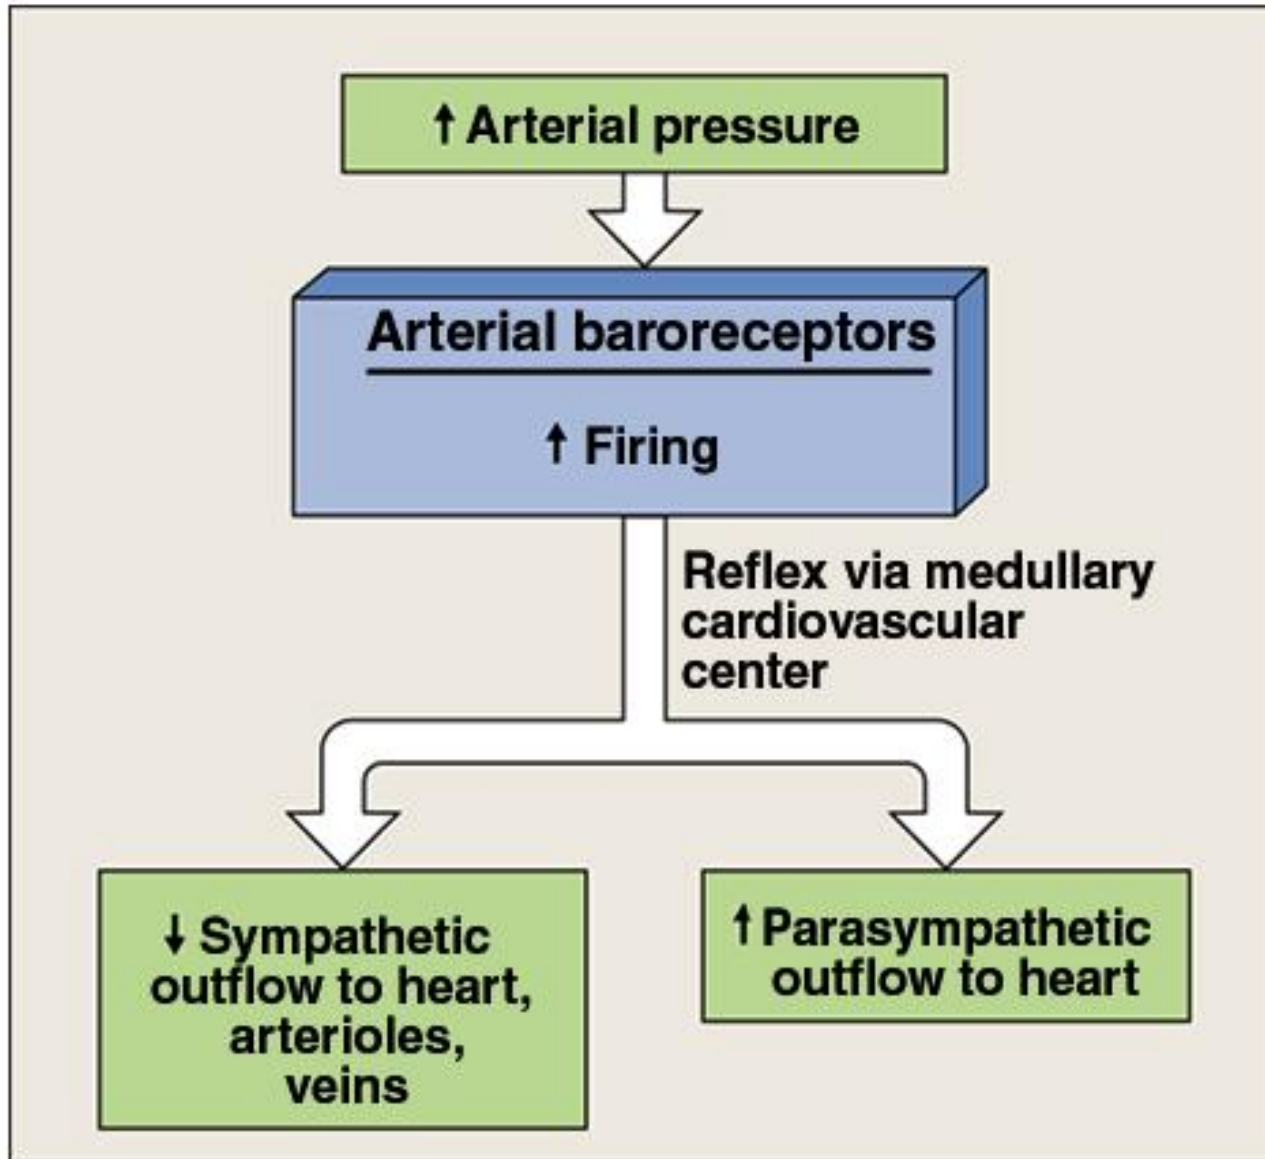 ↑ Arterial pressure
Arterial baroreceptors
↑ Firing
Reflex via medullary
cardiovascular
center
↓ Sympathetic
outflow to heart,
arterioles,
veins
↑ Parasympathetic
outflow to heart